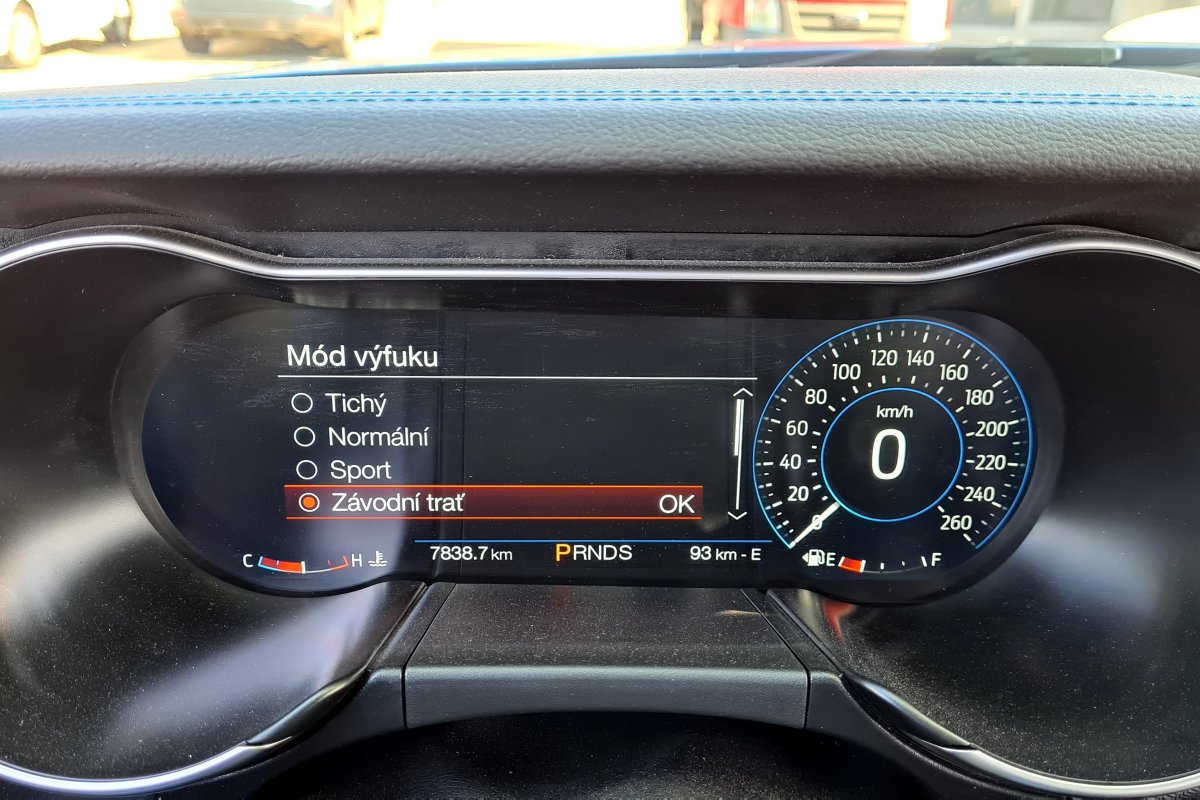 Mód výfuku
Tichý
Normální
Sport
Závodní trať OK
7838.7 km PRNDS 93 km - E
C H
0 20 40 60 80 100 120 140 160 180 200 220 240 260
km/h
0
E F